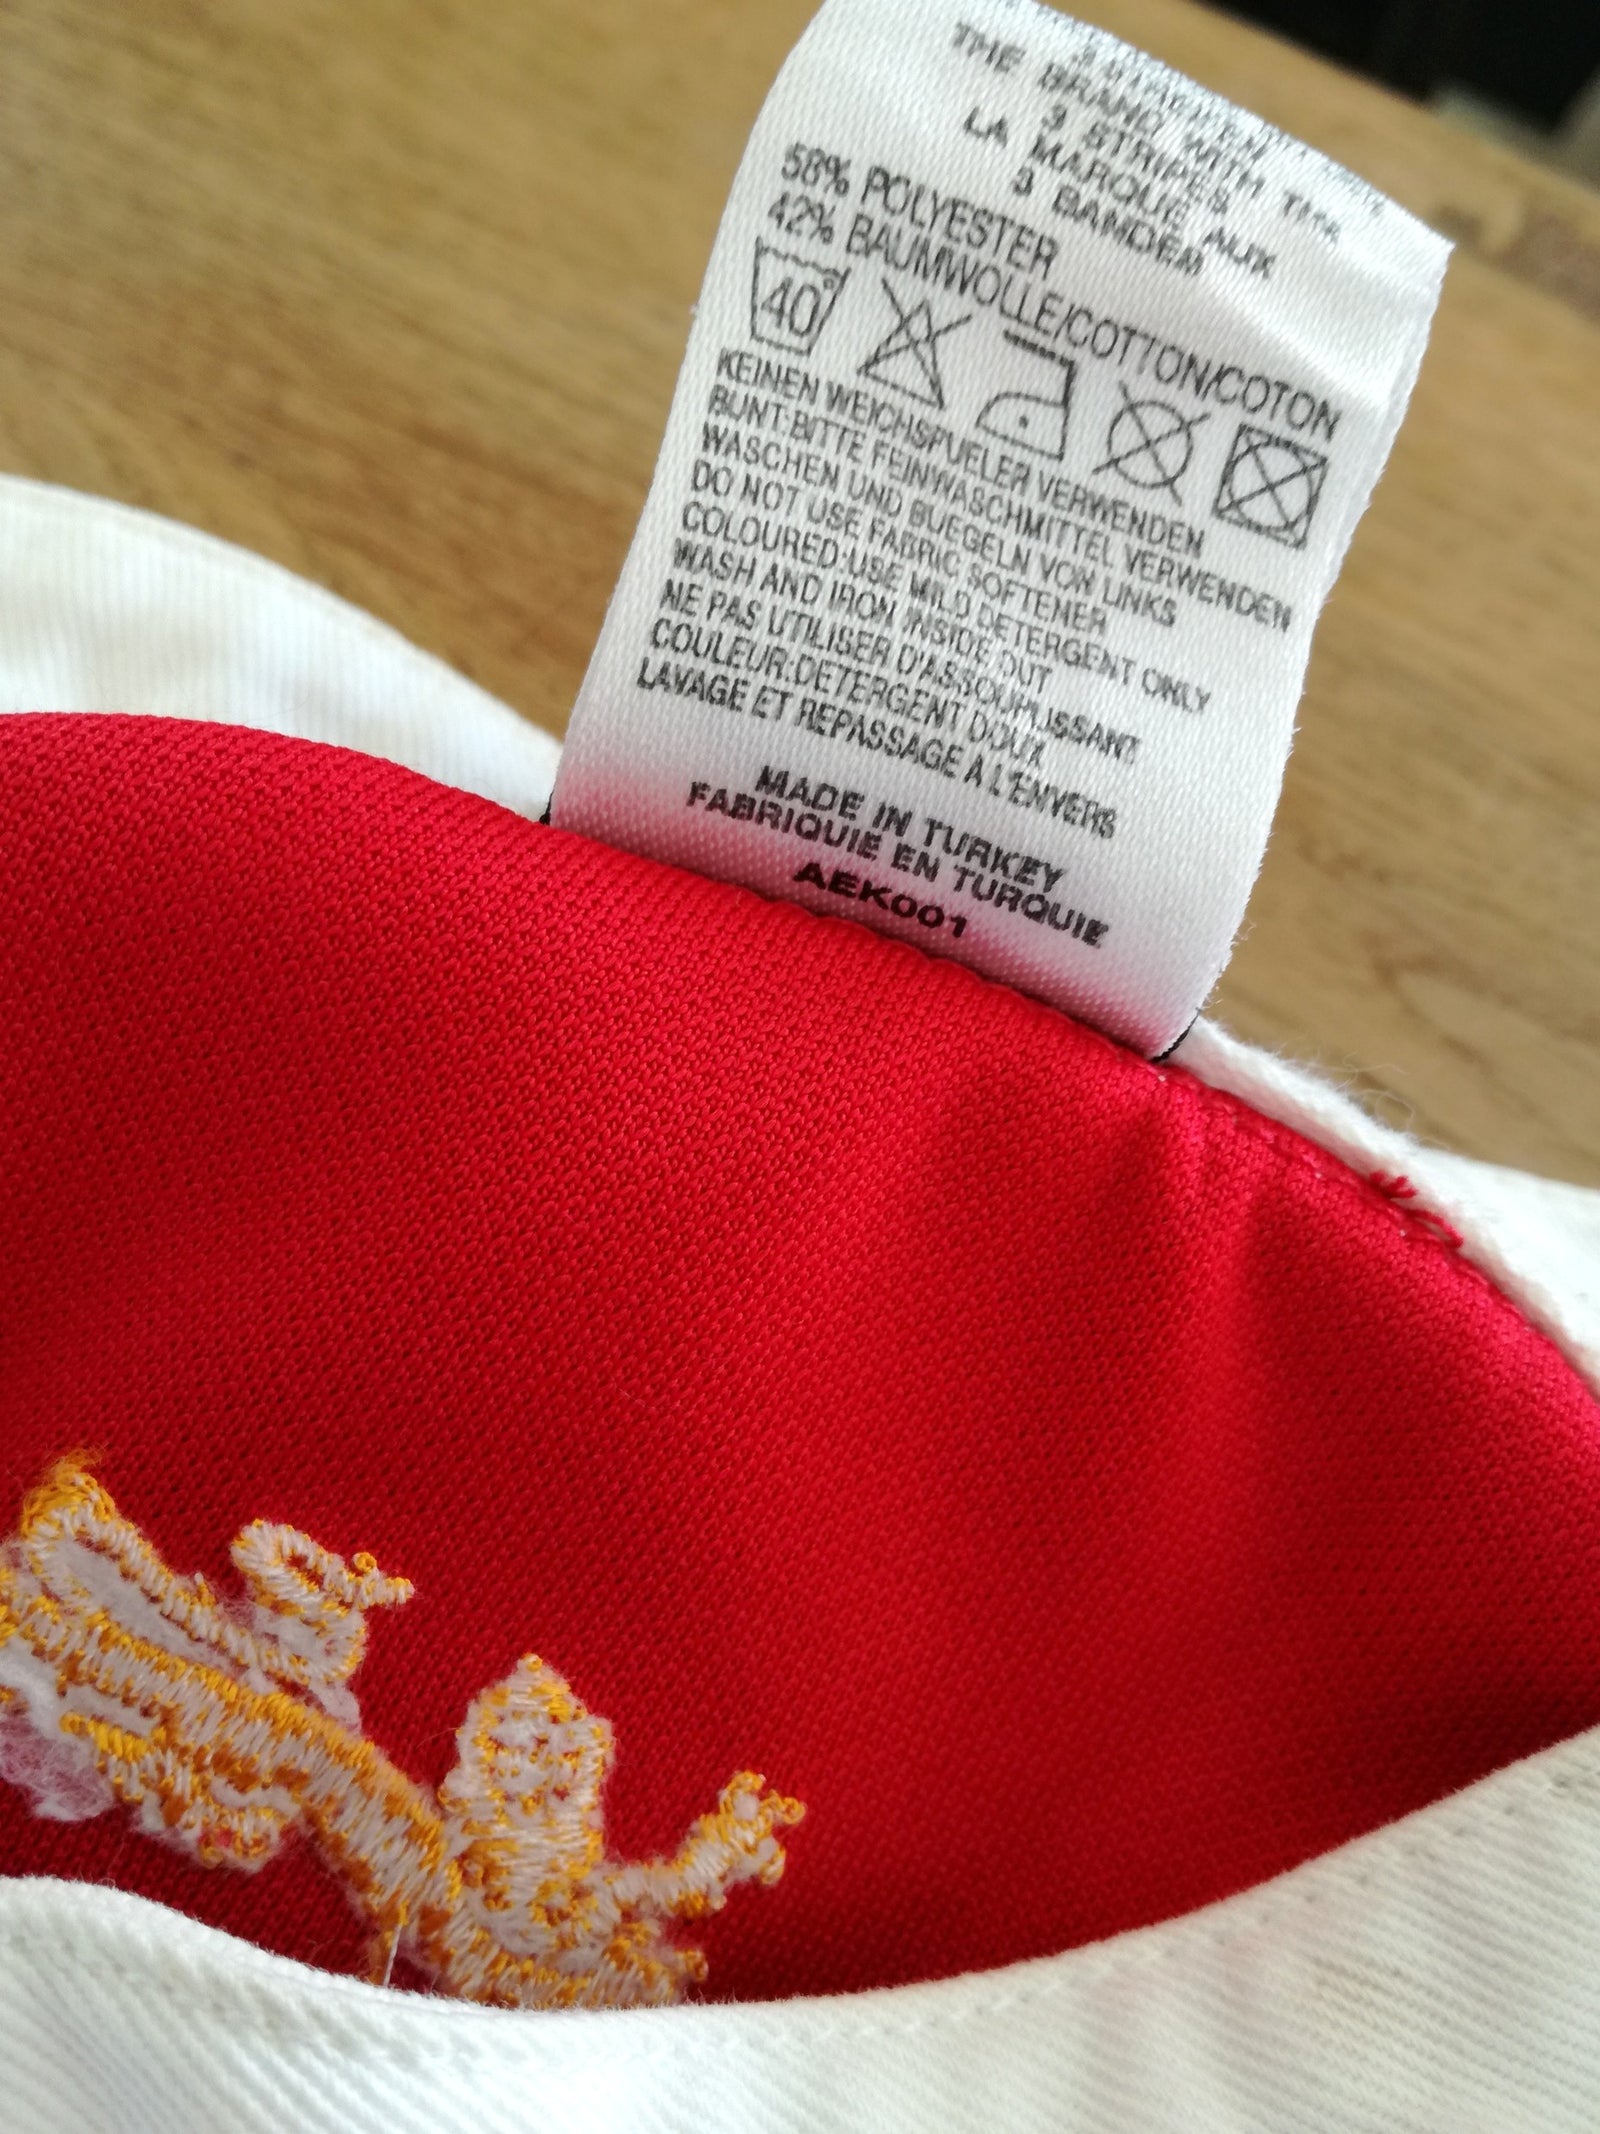 THE BRAND WITH THE
3 STRIPES
LA MARQUE AUX
3 BANDEM
58% POLYESTER
42% BAUMWOLLE/COTTON/COTON
40°
KEINEN WEICHSPUELER VERWENDEN
BUNT:BITTE FEINWASCHMITTEL VERWENDEN
WASCHEN UND BUEGELN VON LINKS
DO NOT USE FABRIC SOFTENER
COLOURED:USE MILD DETERGENT ONLY
WASH AND IRON INSIDE OUT
NE PAS UTILISER D'ASSOUPLISSANT
COULEUR:DETERGENT DOUX
LAVAGE ET REPASSAGE A L'ENVERS
MADE IN TURKEY
FABRIQUIE EN TURQUIE
AEK001